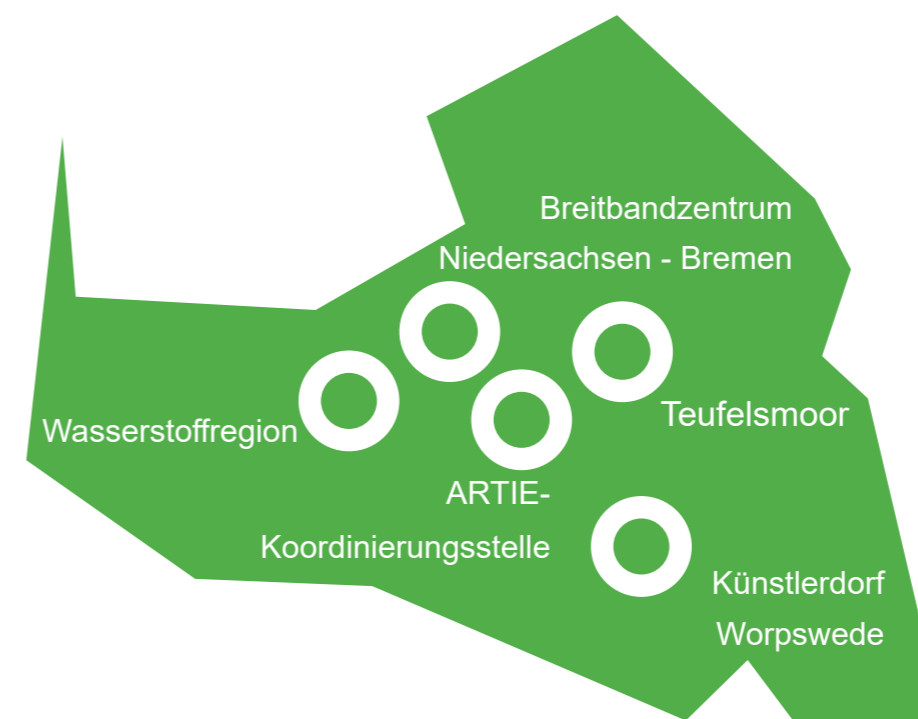 Breitbandzentrum
Niedersachsen - Bremen
Teufelsmoor
Wasserstoffregion
ARTIE-
Koordinierungsstelle
Künstlerdorf
Worpswede